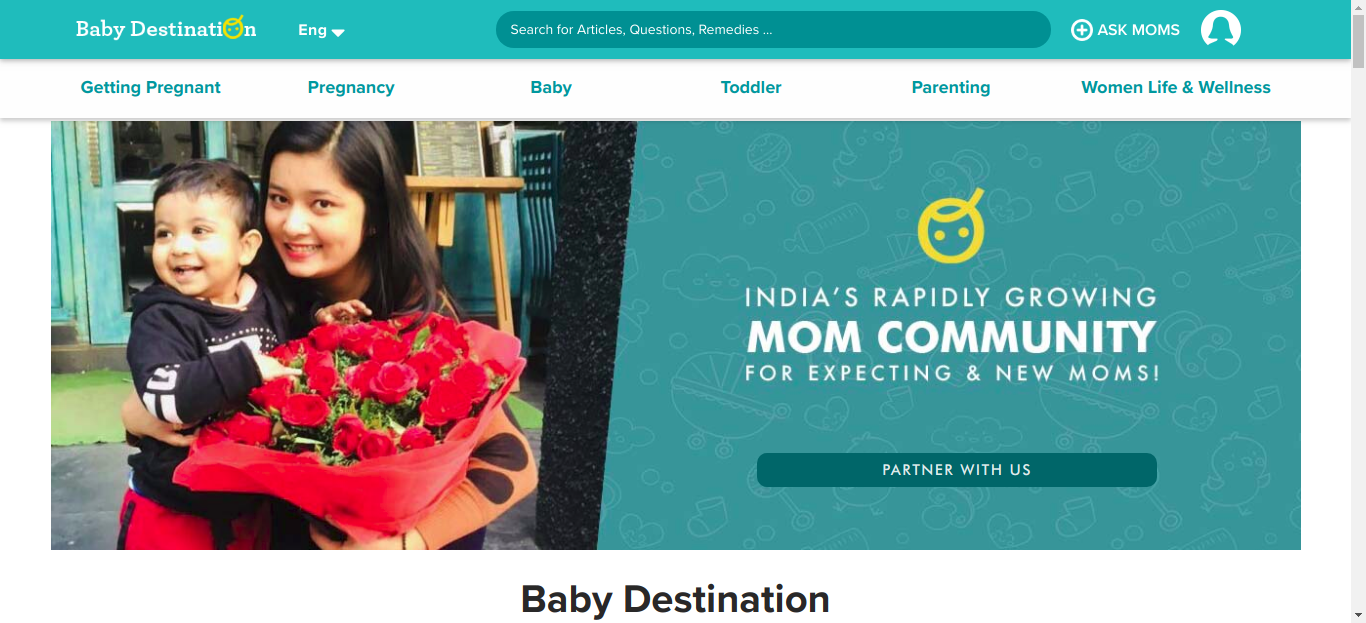 Baby Destination
Eng
Search for Articles, Questions, Remedies ...
ASK MOMS
Getting Pregnant
Pregnancy
Baby
Toddler
Parenting
Women Life & Wellness
INDIA'S RAPIDLY GROWING
MOM COMMUNITY
FOR EXPECTING & NEW MOMS!
PARTNER WITH US
Baby Destination